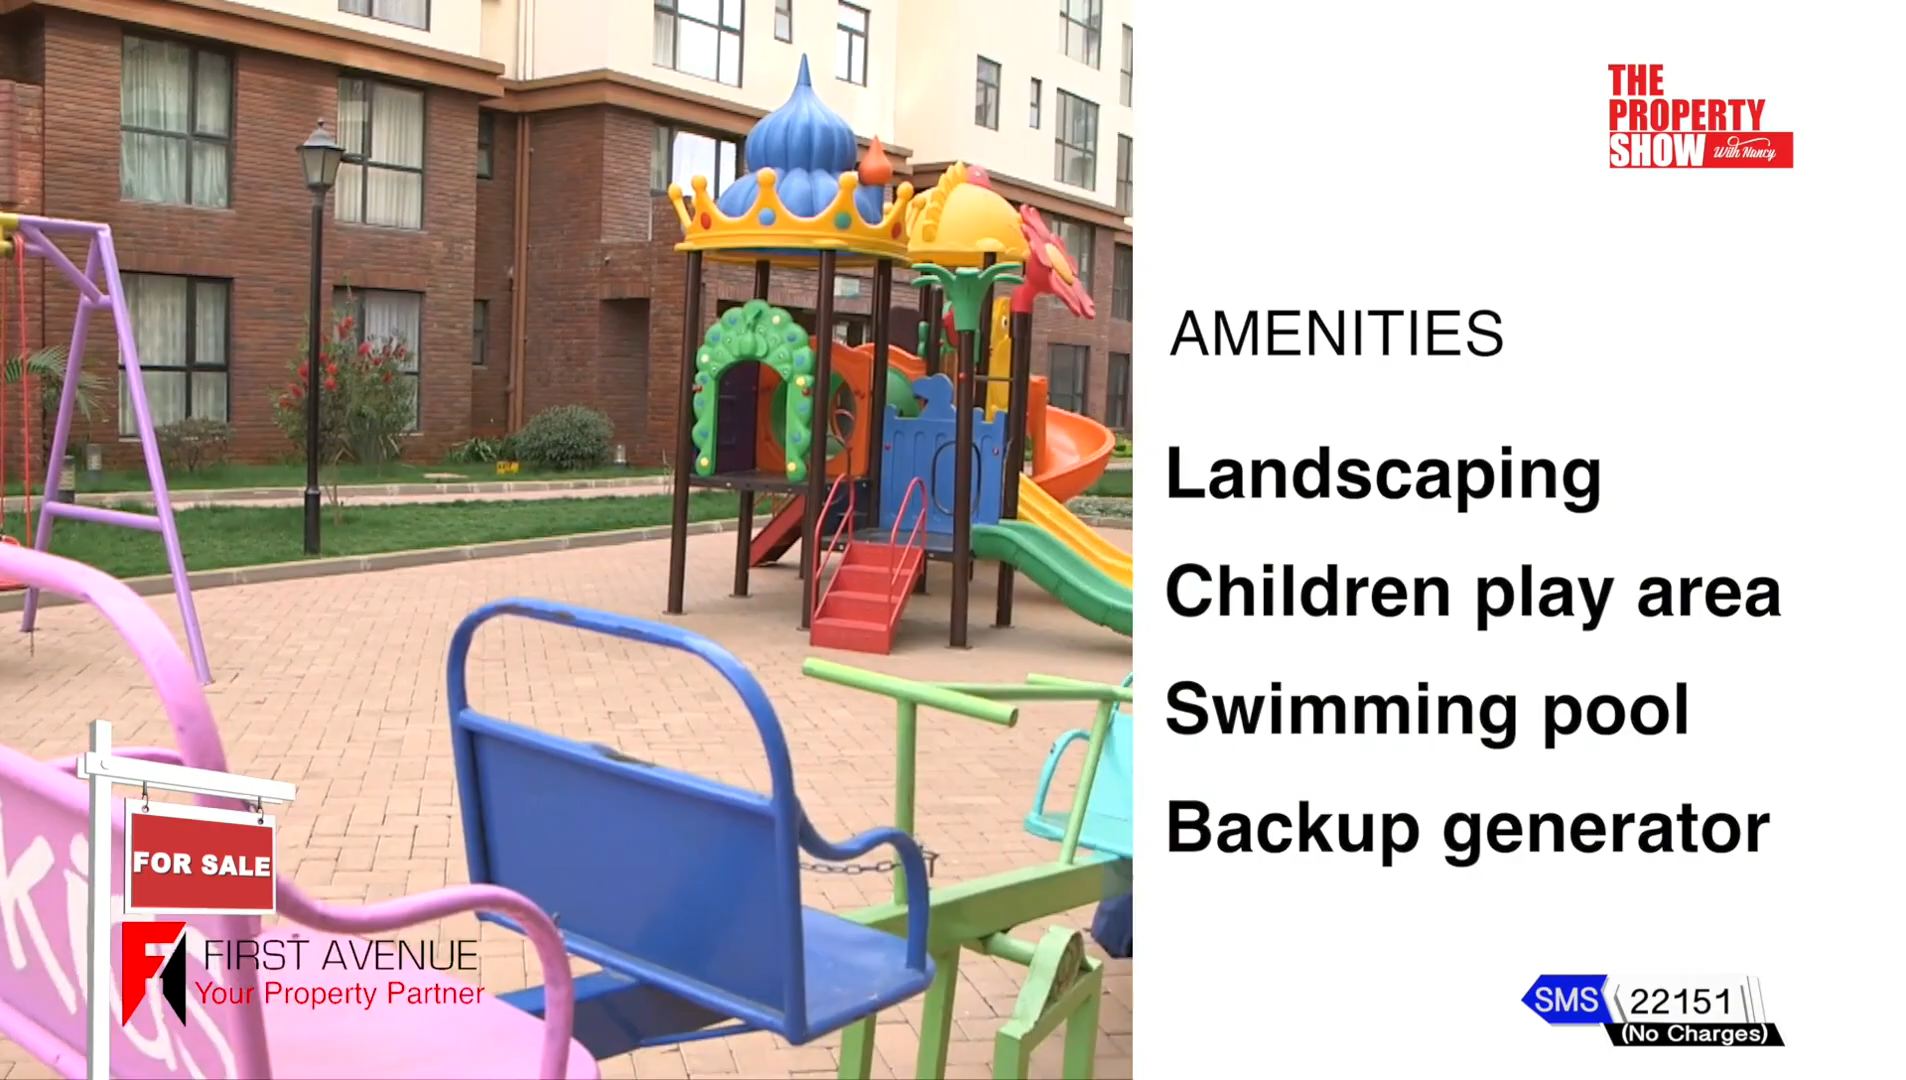 THE
PROPERTY
SHOW
With Nancy
AMENITIES
Landscaping
Children play area
Swimming pool
Backup generator
FOR SALE
FIRST AVENUE
Your Property Partner
SMS 22151
(No Charges)